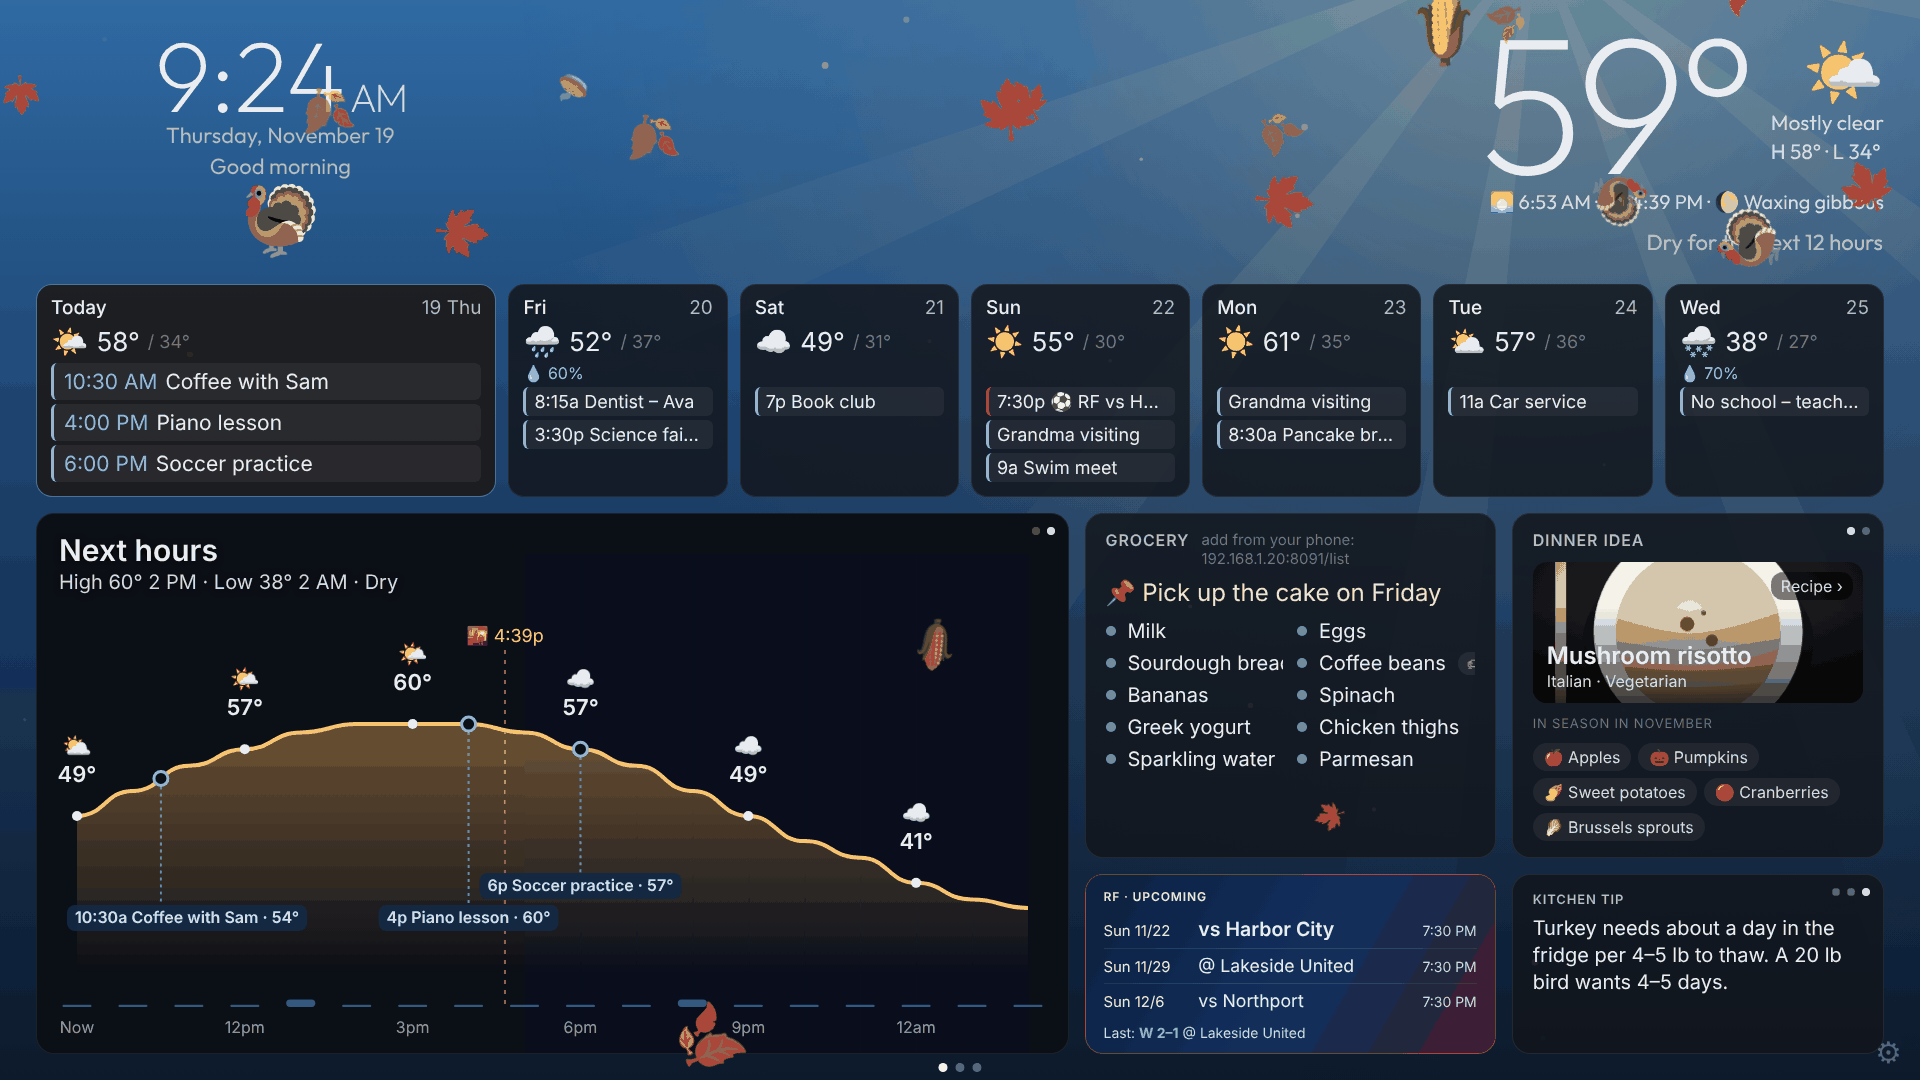 9:24 AM
Thursday, November 19
Good morning
59°
Mostly clear
H 58° · L 34°
6:53 AM · :39 PM · Waxing gibbous
Dry for next 12 hours
Today 19 Thu
58° / 34°
10:30 AM Coffee with Sam
4:00 PM Piano lesson
6:00 PM Soccer practice
Fri 20
52° / 37°
60%
8:15a Dentist – Ava
3:30p Science fai...
Sat 21
49° / 31°
7p Book club
Sun 22
55° / 30°
7:30p ⚽ RF vs H...
Grandma visiting
9a Swim meet
Mon 23
61° / 35°
Grandma visiting
8:30a Pancake br...
Tue 24
57° / 36°
11a Car service
Wed 25
38° / 27°
70%
No school – teach...
Next hours
High 60° 2 PM · Low 38° 2 AM · Dry
4:39p
49°
57°
60°
57°
49°
41°
6p Soccer practice · 57°
10:30a Coffee with Sam · 54°
4p Piano lesson · 60°
Now 12pm 3pm 6pm 9pm 12am
GROCERY add from your phone:
192.168.1.20:8091/list
📌 Pick up the cake on Friday
Milk
Sourdough brea
Bananas
Greek yogurt
Sparkling water
Eggs
Coffee beans
Spinach
Chicken thighs
Parmesan
DINNER IDEA
Recipe ›
Mushroom risotto
Italian · Vegetarian
IN SEASON IN NOVEMBER
Apples
Pumpkins
Sweet potatoes
Cranberries
Brussels sprouts
RF · UPCOMING
Sun 11/22 vs Harbor City 7:30 PM
Sun 11/29 @ Lakeside United 7:30 PM
Sun 12/6 vs Northport 7:30 PM
Last: W 2–1 @ Lakeside United
KITCHEN TIP
Turkey needs about a day in the
fridge per 4–5 lb to thaw. A 20 lb
bird wants 4–5 days.